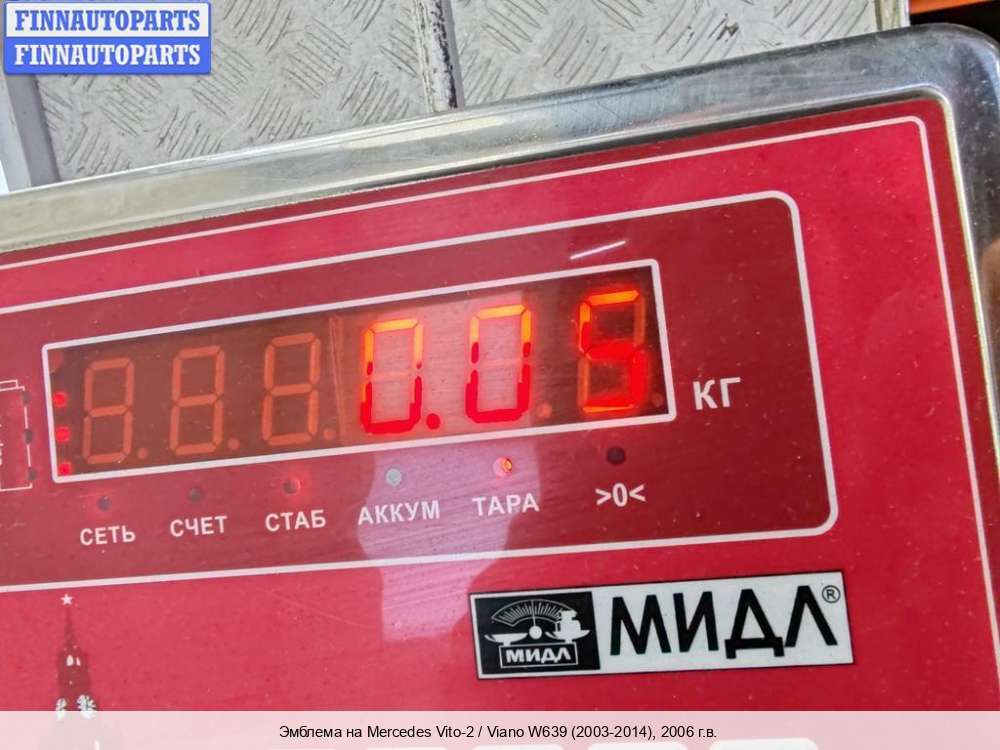 FINNAUTOPARTS
FINNAUTOPARTS
0.05
КГ
СЕТЬ СЧЕТ СТАБ АККУМ ТАРА >0<
МИДЛ
МИДЛ®
Эмблема на Mercedes Vito-2 / Viano W639 (2003-2014), 2006 г.в.